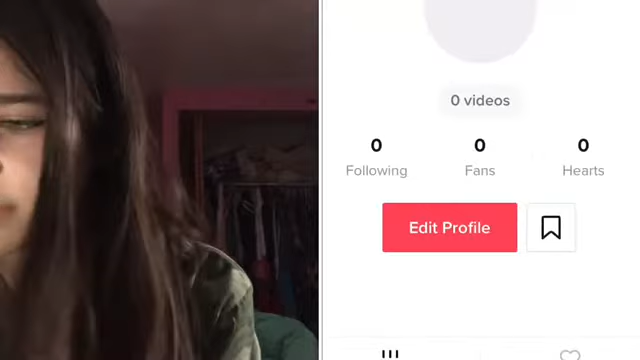 0 videos
0 0 0
Following Fans Hearts
Edit Profile